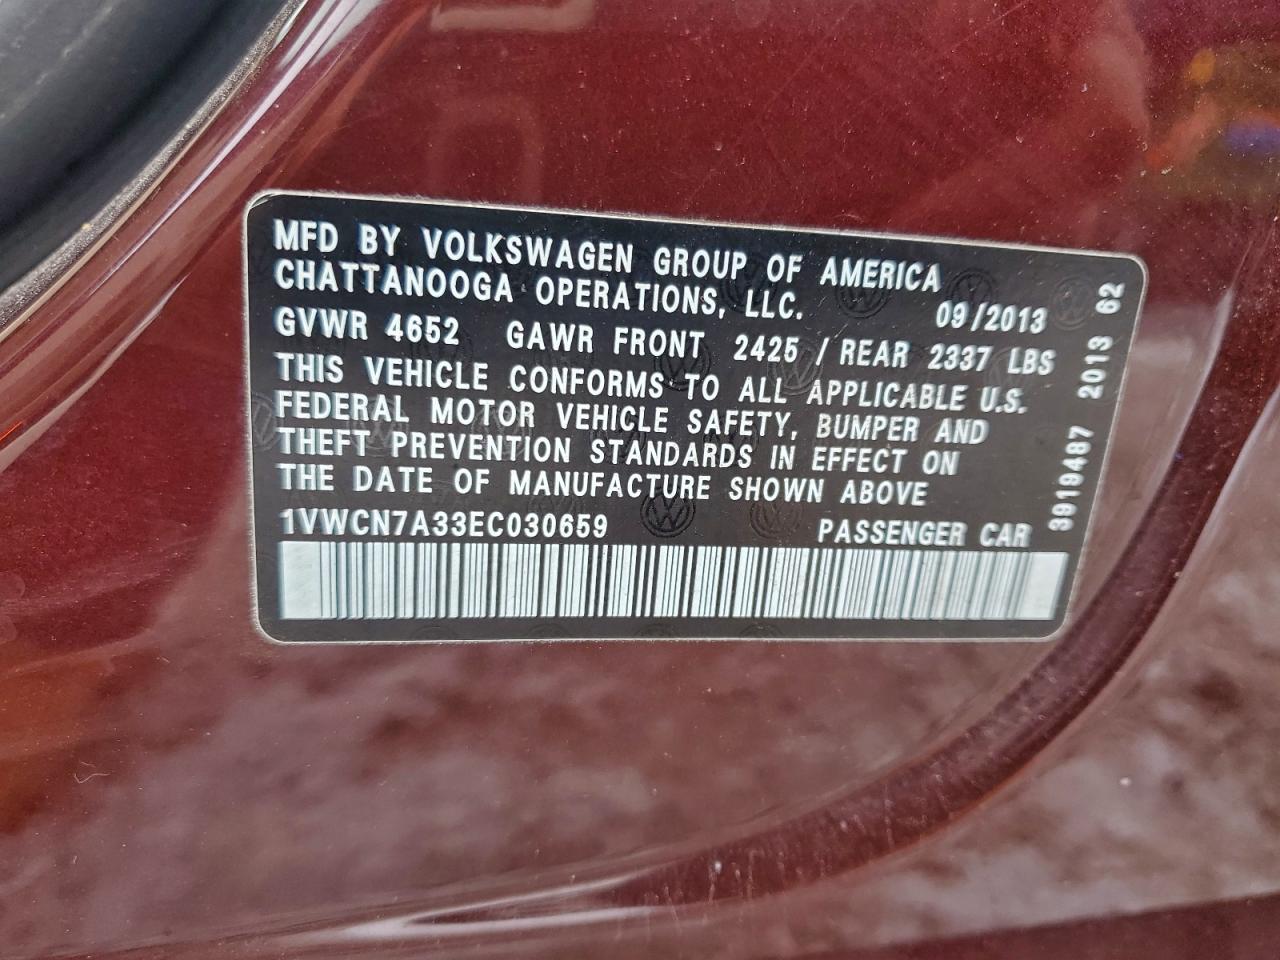 MFD BY VOLKSWAGEN GROUP OF AMERICA
CHATTANOOGA OPERATIONS, LLC. 09/2013
GVWR 4652 GAWR FRONT 2425 / REAR 2337 LBS
THIS VEHICLE CONFORMS TO ALL APPLICABLE U.S.
FEDERAL MOTOR VEHICLE SAFETY, BUMPER AND
THEFT PREVENTION STANDARDS IN EFFECT ON
THE DATE OF MANUFACTURE SHOWN ABOVE
1VWCN7A33EC030659 PASSENGER CAR
3919487 2013 62